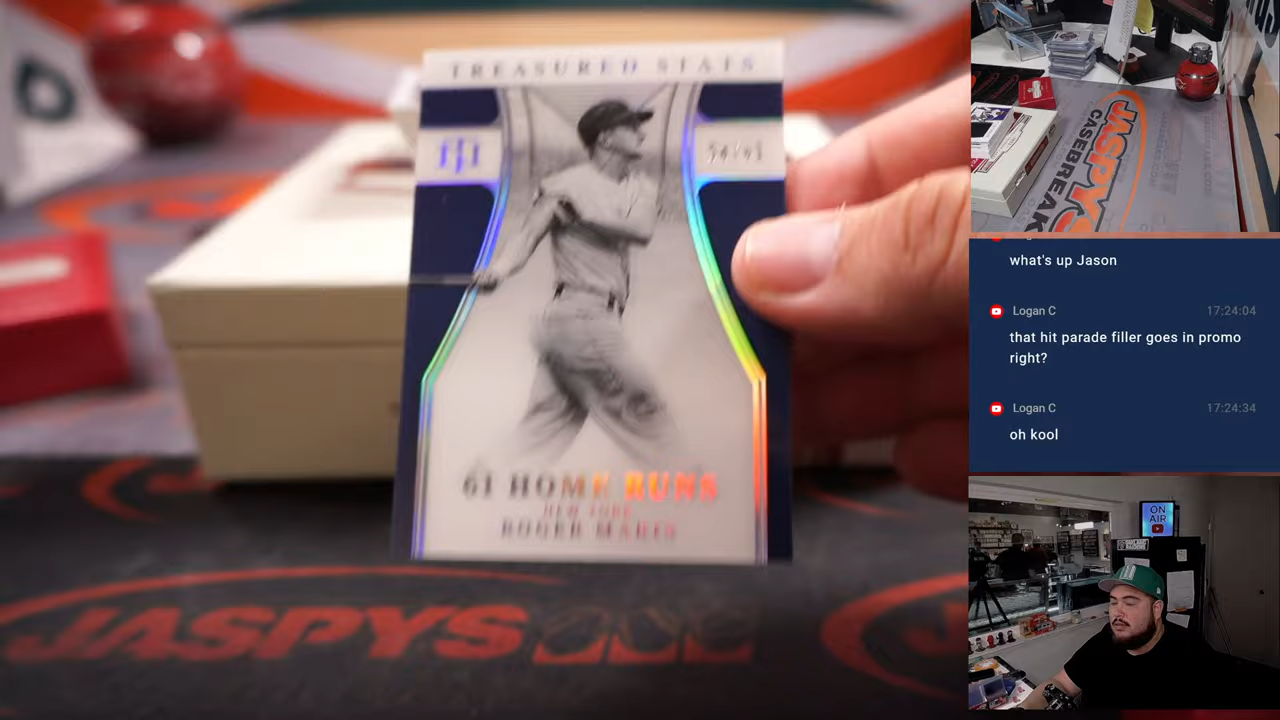 TREASURED STATS
61 HOME RUNS
NEW YORK
ROGER MARIS
JASPYS
JASPYS
CASEBREAK
what's up Jason
Logan C 17:24:04
that hit parade filler goes in promo
right?
Logan C 17:24:34
oh kool
ON
AIR